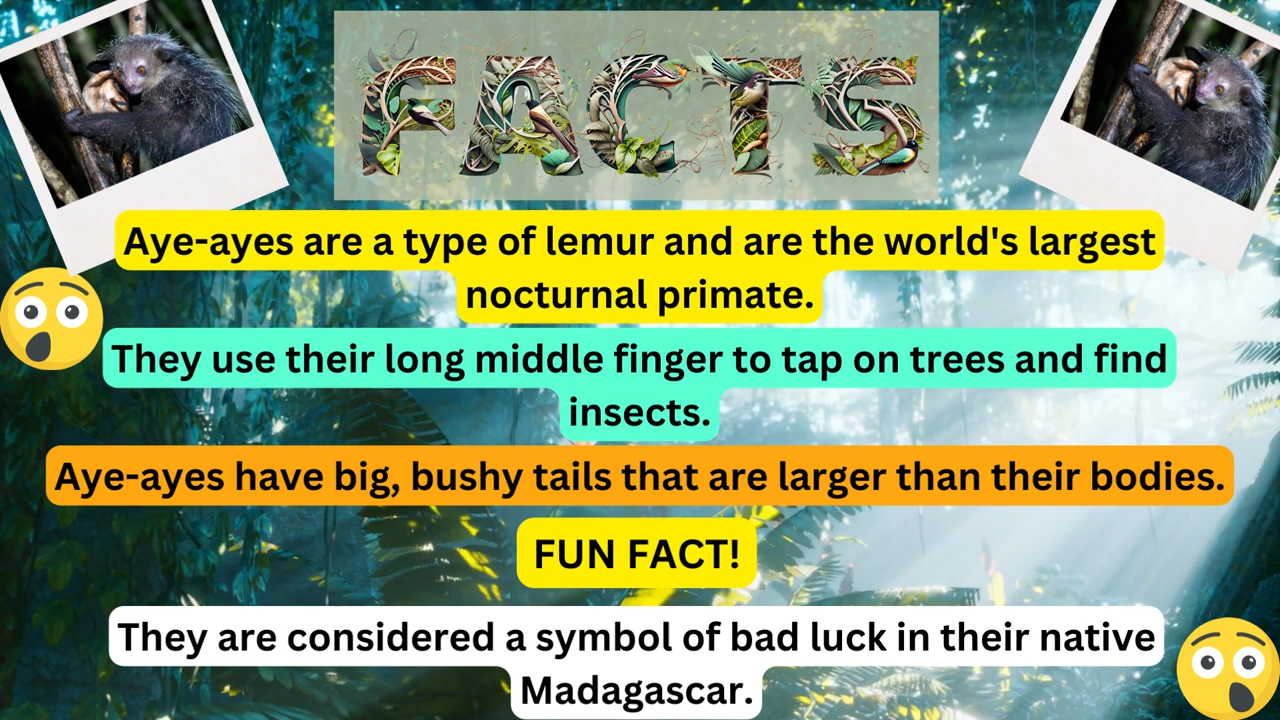 FACTS
Aye-ayes are a type of lemur and are the world's largest
nocturnal primate.
They use their long middle finger to tap on trees and find
insects.
Aye-ayes have big, bushy tails that are larger than their bodies.
FUN FACT!
They are considered a symbol of bad luck in their native
Madagascar.